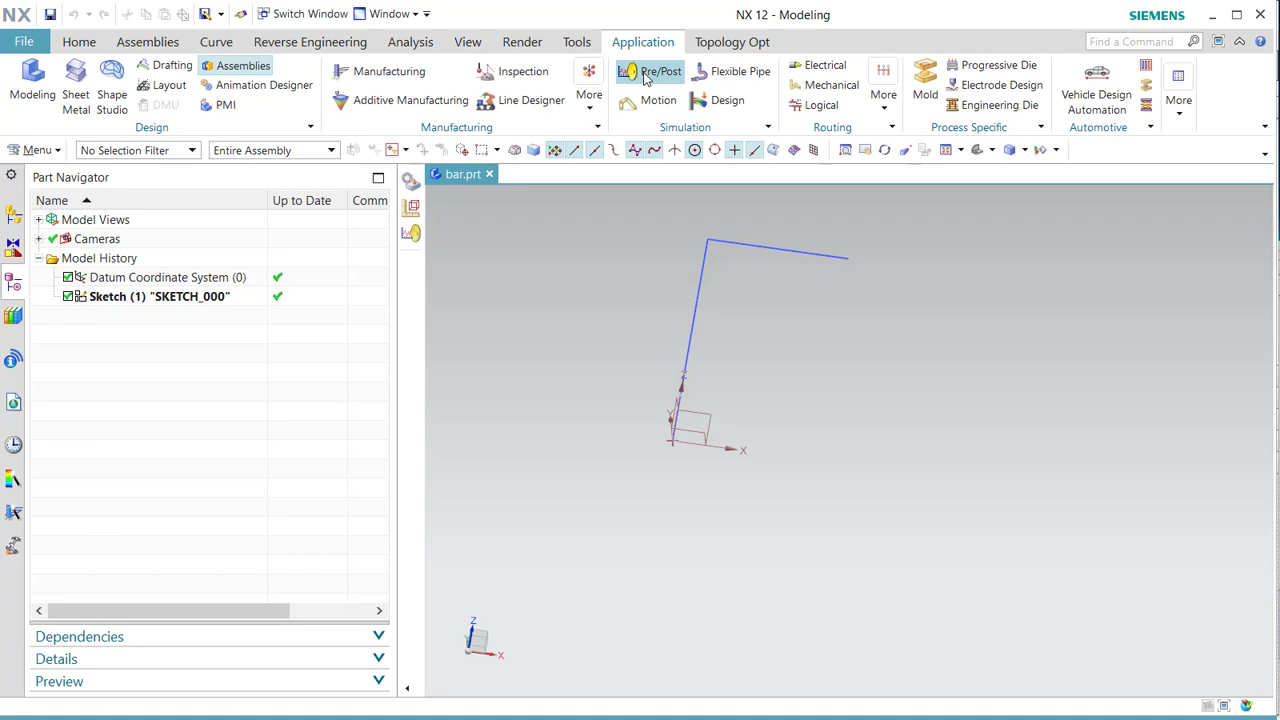 NX
Switch Window
Window
NX 12 - Modeling
SIEMENS
File
Home
Assemblies
Curve
Reverse Engineering
Analysis
View
Render
Tools
Application
Topology Opt
Find a Command
Modeling
Sheet Metal
Shape Studio
Drafting
Layout
DMU
Assemblies
Animation Designer
PMI
Design
Manufacturing
Additive Manufacturing
Inspection
Line Designer
More
Manufacturing
Pre/Post
Motion
Flexible Pipe
Design
Simulation
Electrical
Mechanical
Logical
More
Routing
Mold
Progressive Die
Electrode Design
Engineering Die
Process Specific
Vehicle Design Automation
Automotive
More
Menu
No Selection Filter
Entire Assembly
Part Navigator
bar.prt
Name
Up to Date
Comm
Model Views
Cameras
Model History
Datum Coordinate System (0)
Sketch (1) "SKETCH_000"
Dependencies
Details
Preview
Y
X
Z
X